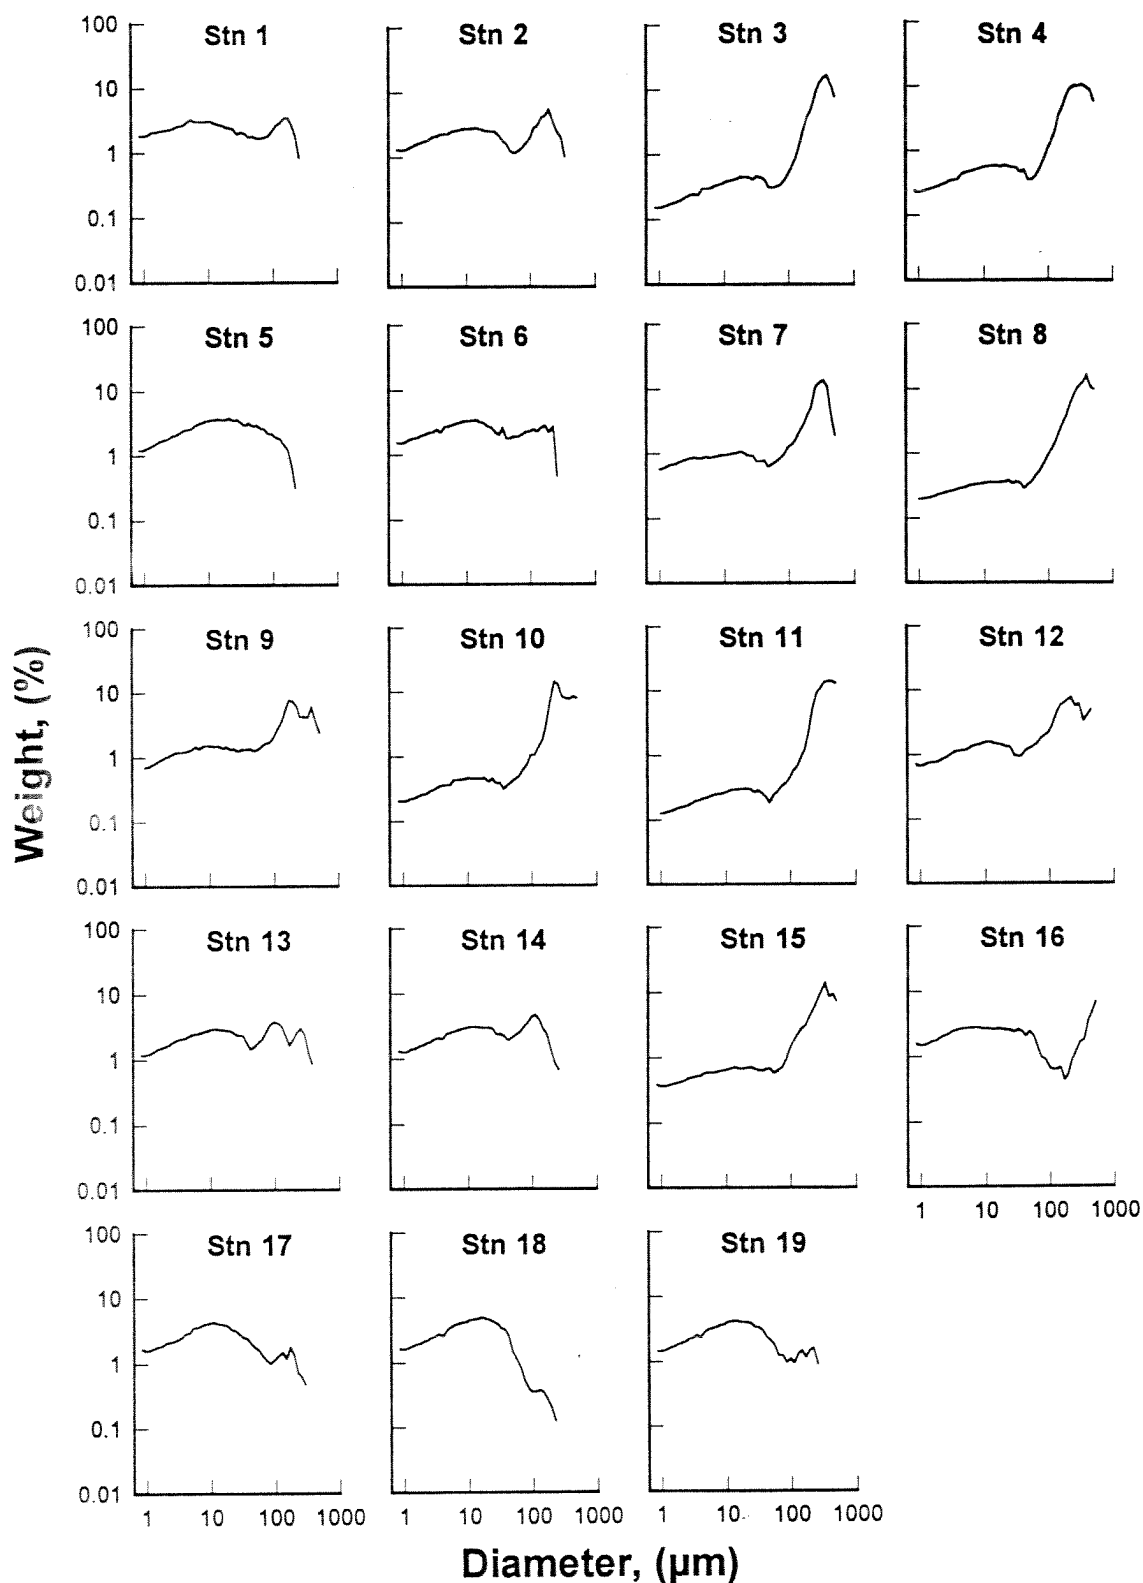 Stn 1
Stn 2
Stn 3
Stn 4
100
10
1
0.1
0.01
Stn 5
Stn 6
Stn 7
Stn 8
100
10
1
0.1
0.01
Stn 9
Stn 10
Stn 11
Stn 12
100
10
1
0.1
0.01
Stn 13
Stn 14
Stn 15
Stn 16
100
10
1
0.1
0.01
1 10 100 1000
Stn 17
Stn 18
Stn 19
100
10
1
0.1
0.01
1 10 100 1000
1 10 100 1000
1 10 100 1000
Weight, (%)
Diameter, (µm)